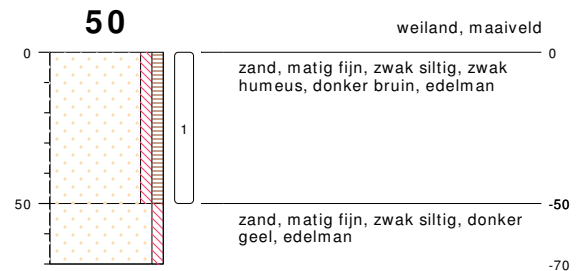 50
weiland, maaiveld
0
0
zand, matig fijn, zwak siltig, zwak
humeus, donker bruin, edelman
1
50
-50
zand, matig fijn, zwak siltig, donker
geel, edelman
-70